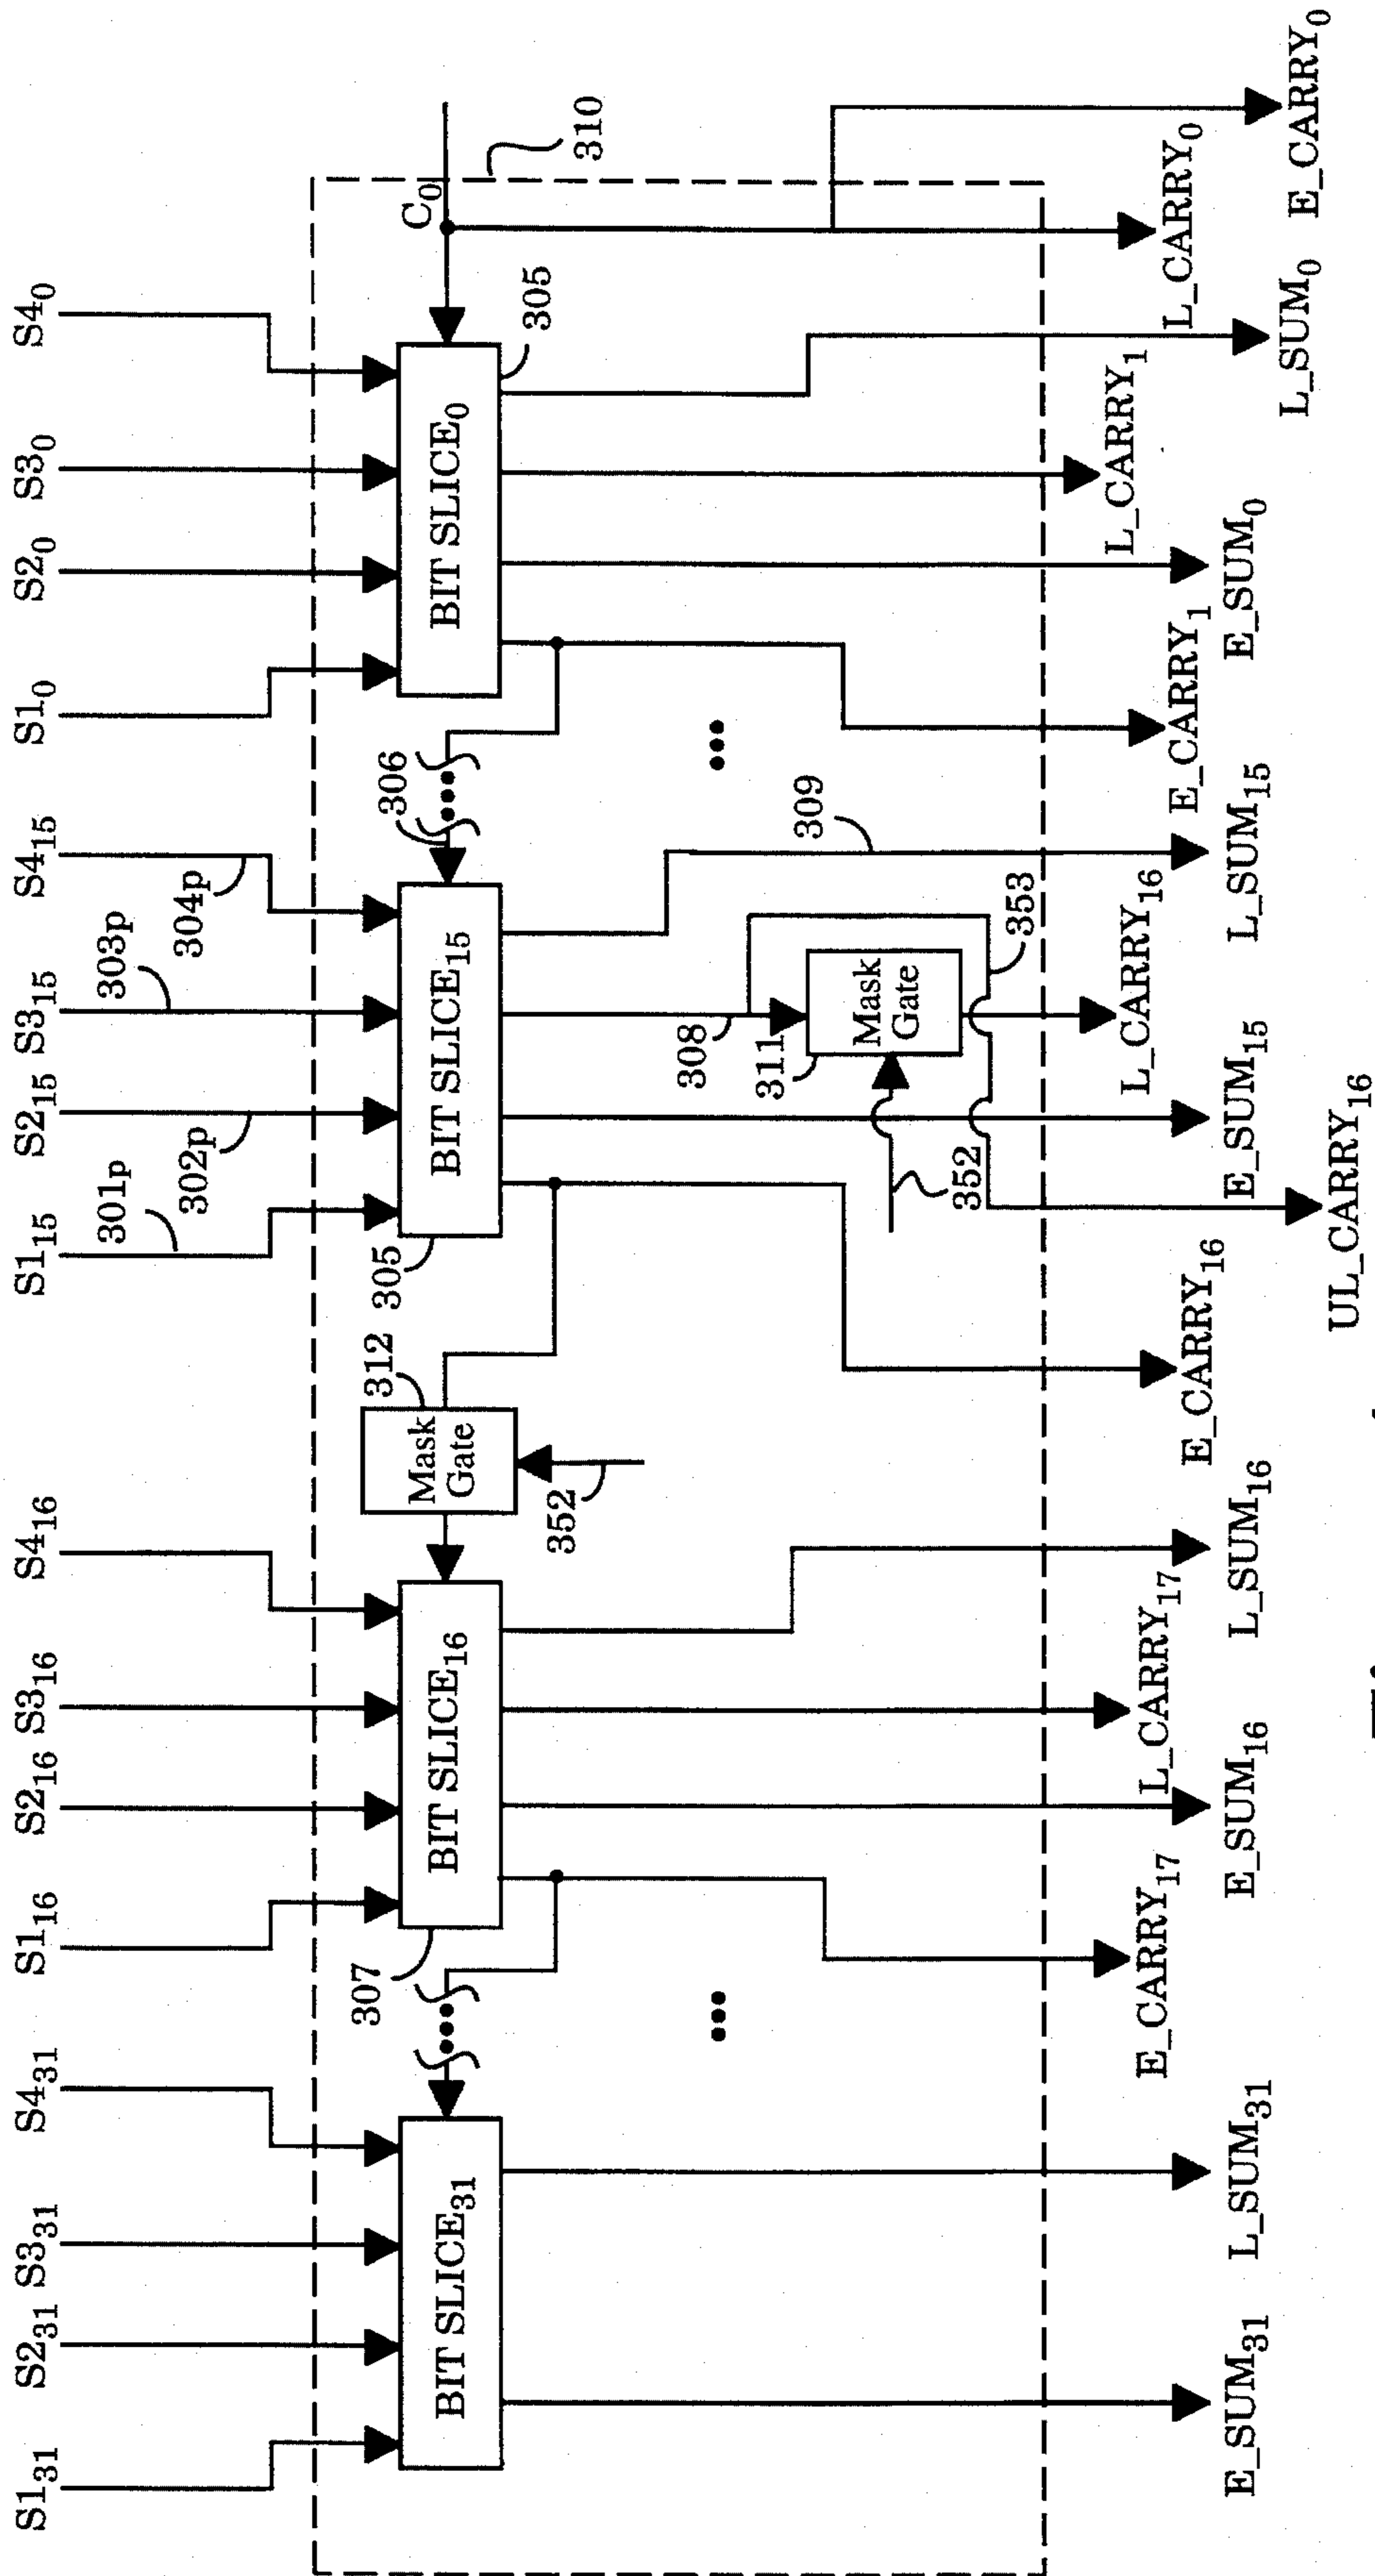 S1₃₁ S2₃₁ S3₃₁ S4₃₁ S1₁₆ S2₁₆ S3₁₆ S4₁₆ S1₁₅ S2₁₅ S3₁₅ S4₁₅ S1₀ S2₀ S3₀ S4₀
301p 302p 303p 304p
BIT SLICE₃₁
307
BIT SLICE₁₆
Mask
Gate
312
352
305
BIT SLICE₁₅
306
BIT SLICE₀
305
C₀
310
308
311
Mask
Gate
352
309
353
E_SUM₃₁
L_SUM₃₁
E_CARRY₁₇
E_SUM₁₆
L_CARRY₁₇
L_SUM₁₆
E_CARRY₁₆
UL_CARRY₁₆
E_SUM₁₅
L_CARRY₁₆
L_SUM₁₅
E_CARRY₁
E_SUM₀
L_CARRY₁
L_SUM₀
L_CARRY₀
E_CARRY₀